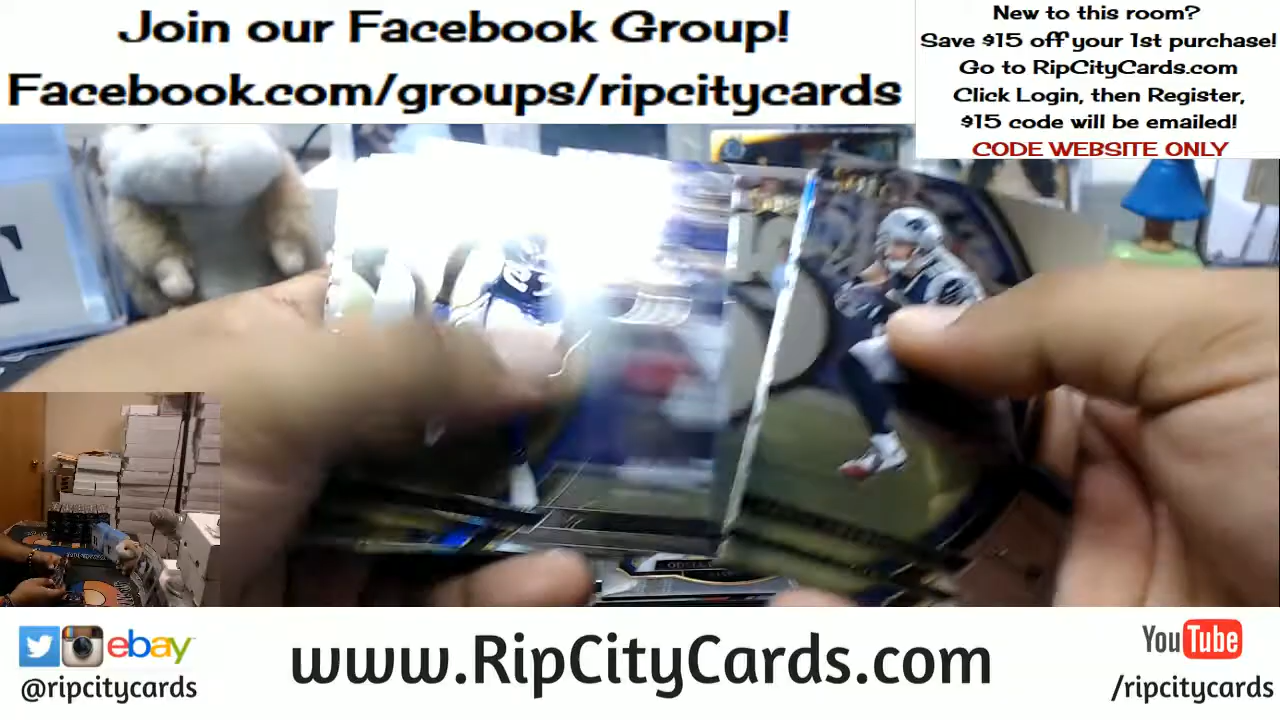 Join our Facebook Group!
Facebook.com/groups/ripcitycards
New to this room?
Save $15 off your 1st purchase!
Go to RipCityCards.com
Click Login, then Register,
$15 code will be emailed!
CODE WEBSITE ONLY
ebay
@ripcitycards
www.RipCityCards.com
YouTube
/ripcitycards